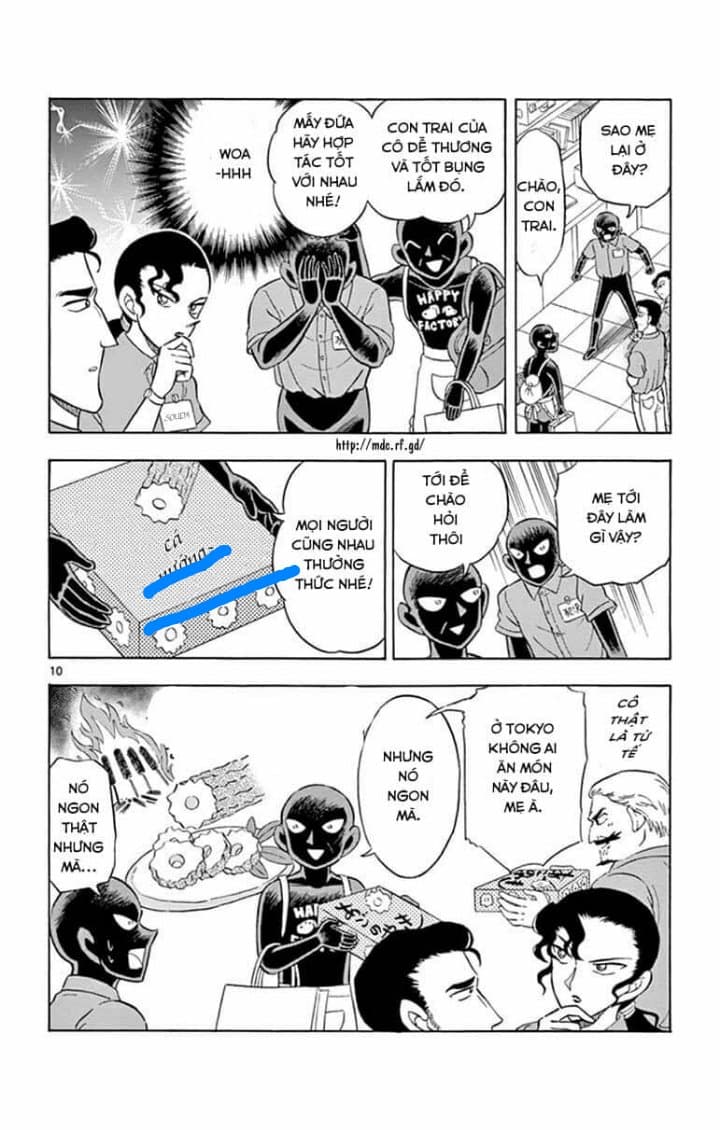 SAO MẸ
LẠI Ở
ĐÂY?
CHÀO,
CON
TRAI.
CON TRAI CỦA
CÔ DỄ THƯƠNG
VÀ TỐT BỤNG
LẮM ĐÓ.
MẤY ĐỨA
HÃY HỢP
TÁC TỐT
VỚI NHAU
NHÉ!
WOA
-HHH
HAPPY
FACTORY
http://mdc.rf.gd/
MẸ TỚI
ĐÂY LÀM
GÌ VẬY?
TỚI ĐỂ
CHÀO
HỎI
THÔI
MỌI NGƯỜI
CÙNG NHAU
THƯỞNG
THỨC NHÉ!
CÁ
10
CÔ
THẬT
LÀ TỬ
TẾ
Ở TOKYO
KHÔNG AI
ĂN MÓN
NÀY ĐÂU,
MẸ À.
NHƯNG
NÓ
NGON
MÀ.
NÓ
NGON
THẬT
NHƯNG
MÀ...